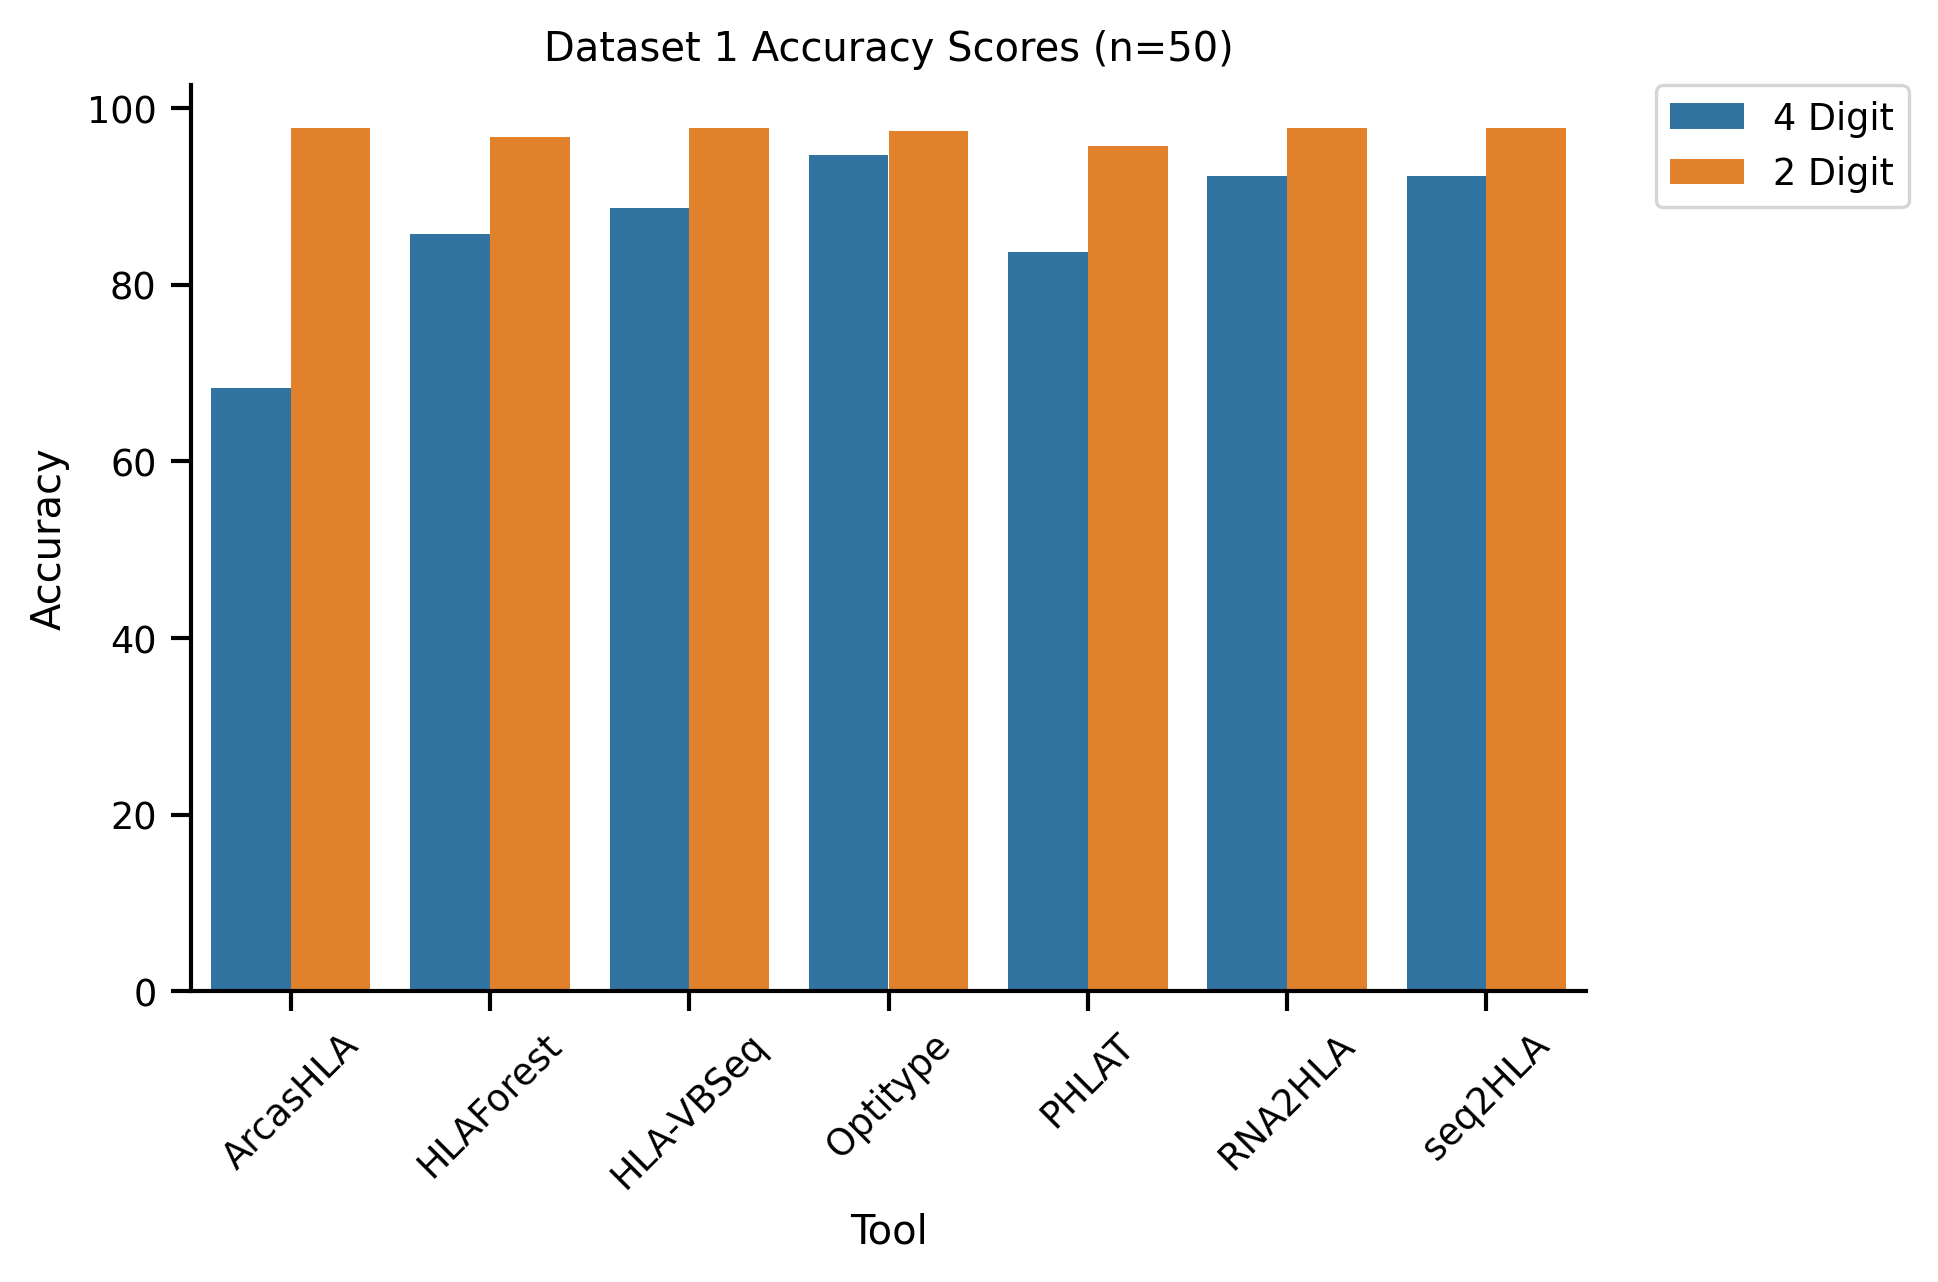 Dataset 1 Accuracy Scores (n=50)
4 Digit
2 Digit
Accuracy
100
80
60
40
20
0
ArcasHLA
HLAForest
HLA-VBSeq
Optitype
PHLAT
RNA2HLA
seq2HLA
Tool